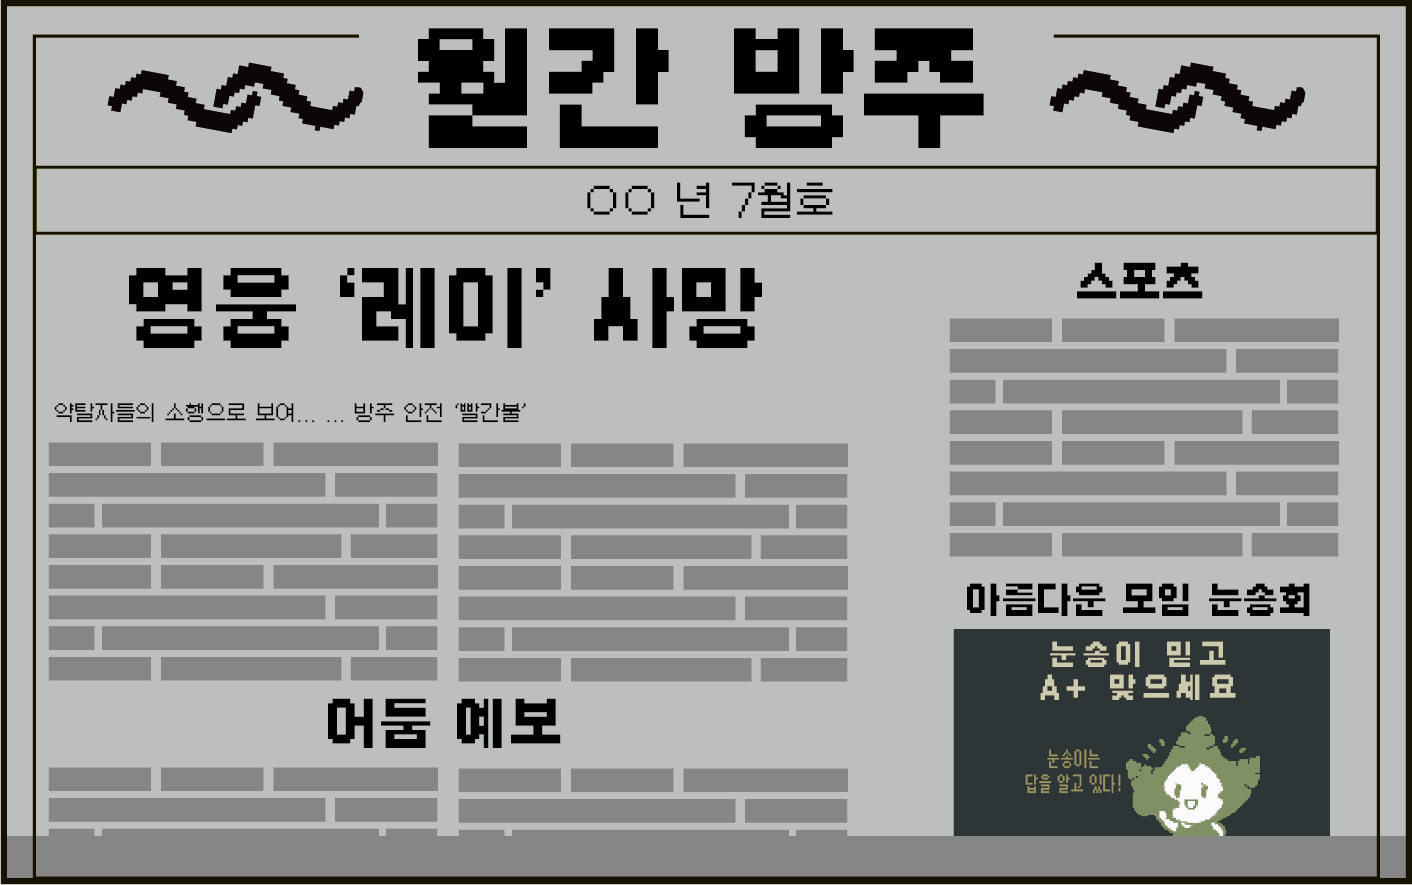 월간 방주
○○ 년 7월호
영웅 ‘레이’ 사망
약탈자들의 소행으로 보여... ... 방주 안전 ‘빨간불’
어둠 예보
스포츠
아름다운 모임 눈송회
눈송이 믿고
A+ 맞으세요
눈송이는
답을 알고 있다!